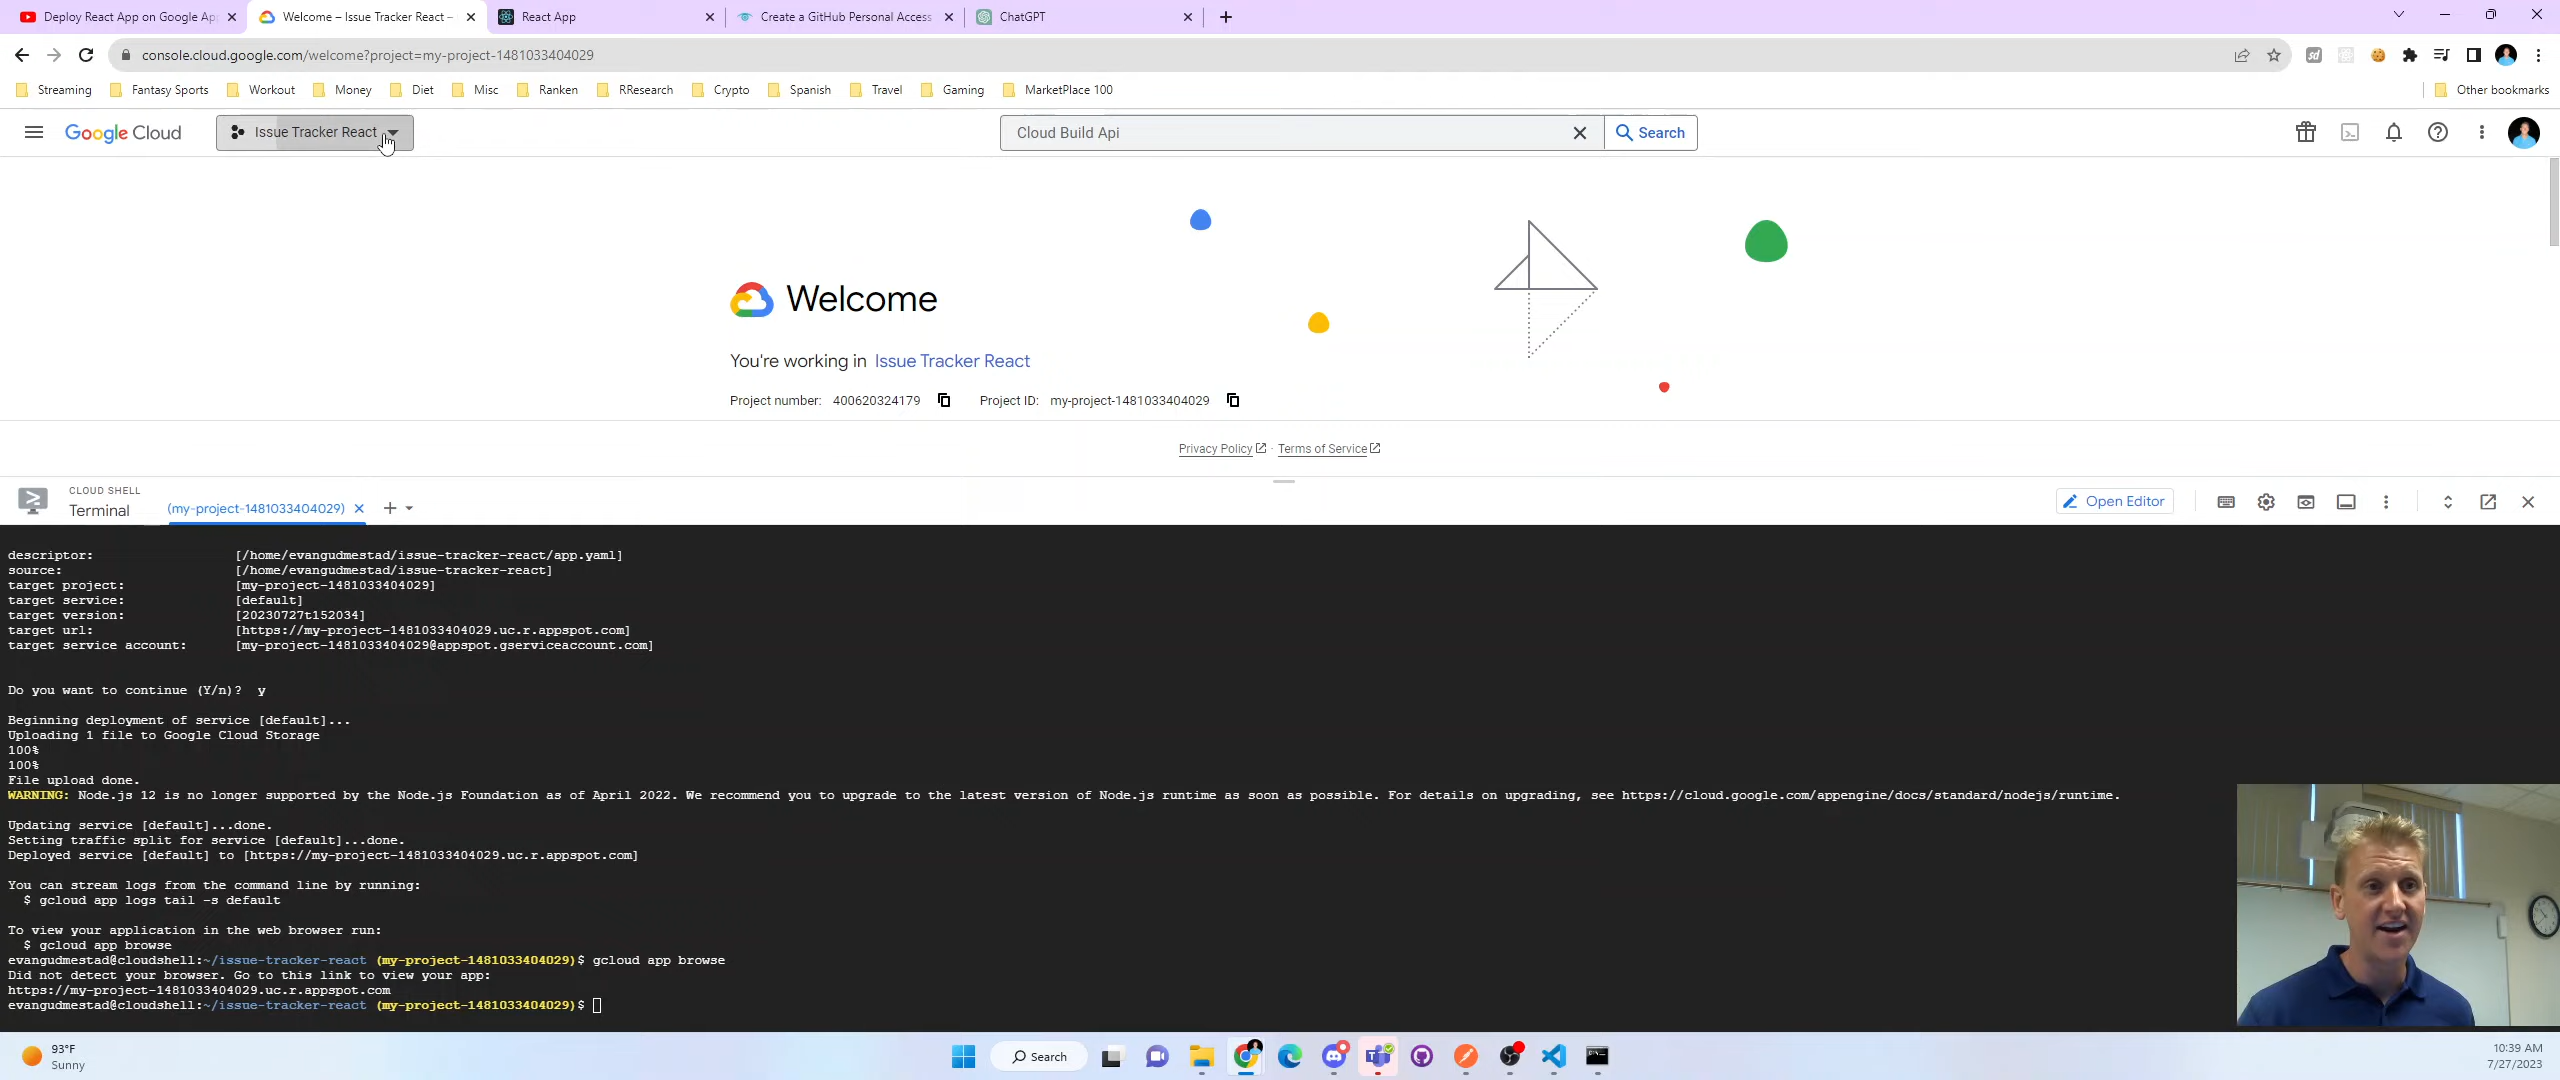 Deploy React App on Google Ap
Welcome – Issue Tracker React –
React App
Create a GitHub Personal Access
ChatGPT
console.cloud.google.com/welcome?project=my-project-1481033404029
Streaming
Fantasy Sports
Workout
Money
Diet
Misc
Ranken
RResearch
Crypto
Spanish
Travel
Gaming
MarketPlace 100
Other bookmarks
Google Cloud
Issue Tracker React
Cloud Build Api
Search
Welcome
You're working in Issue Tracker React
Project number: 400620324179 Project ID: my-project-1481033404029
Privacy Policy · Terms of Service
CLOUD SHELL
Terminal
(my-project-1481033404029)
Open Editor
descriptor: [/home/evangudmestad/issue-tracker-react/app.yaml]
source: [/home/evangudmestad/issue-tracker-react]
target project: [my-project-1481033404029]
target service: [default]
target version: [20230727t152034]
target url: [https://my-project-1481033404029.uc.r.appspot.com]
target service account: [my-project-1481033404029@appspot.gserviceaccount.com]
Do you want to continue (Y/n)? y
Beginning deployment of service [default]...
Uploading 1 file to Google Cloud Storage
100%
100%
File upload done.
WARNING: Node.js 12 is no longer supported by the Node.js Foundation as of April 2022. We recommend you to upgrade to the latest version of Node.js runtime as soon as possible. For details on upgrading, see https://cloud.google.com/appengine/docs/standard/nodejs/runtime.
Updating service [default]...done.
Setting traffic split for service [default]...done.
Deployed service [default] to [https://my-project-1481033404029.uc.r.appspot.com]
You can stream logs from the command line by running:
$ gcloud app logs tail -s default
To view your application in the web browser run:
$ gcloud app browse
evangudmestad@cloudshell:~/issue-tracker-react (my-project-1481033404029)$ gcloud app browse
Did not detect your browser. Go to this link to view your app:
https://my-project-1481033404029.uc.r.appspot.com
evangudmestad@cloudshell:~/issue-tracker-react (my-project-1481033404029)$
93°F
Sunny
Search
10:39 AM
7/27/2023